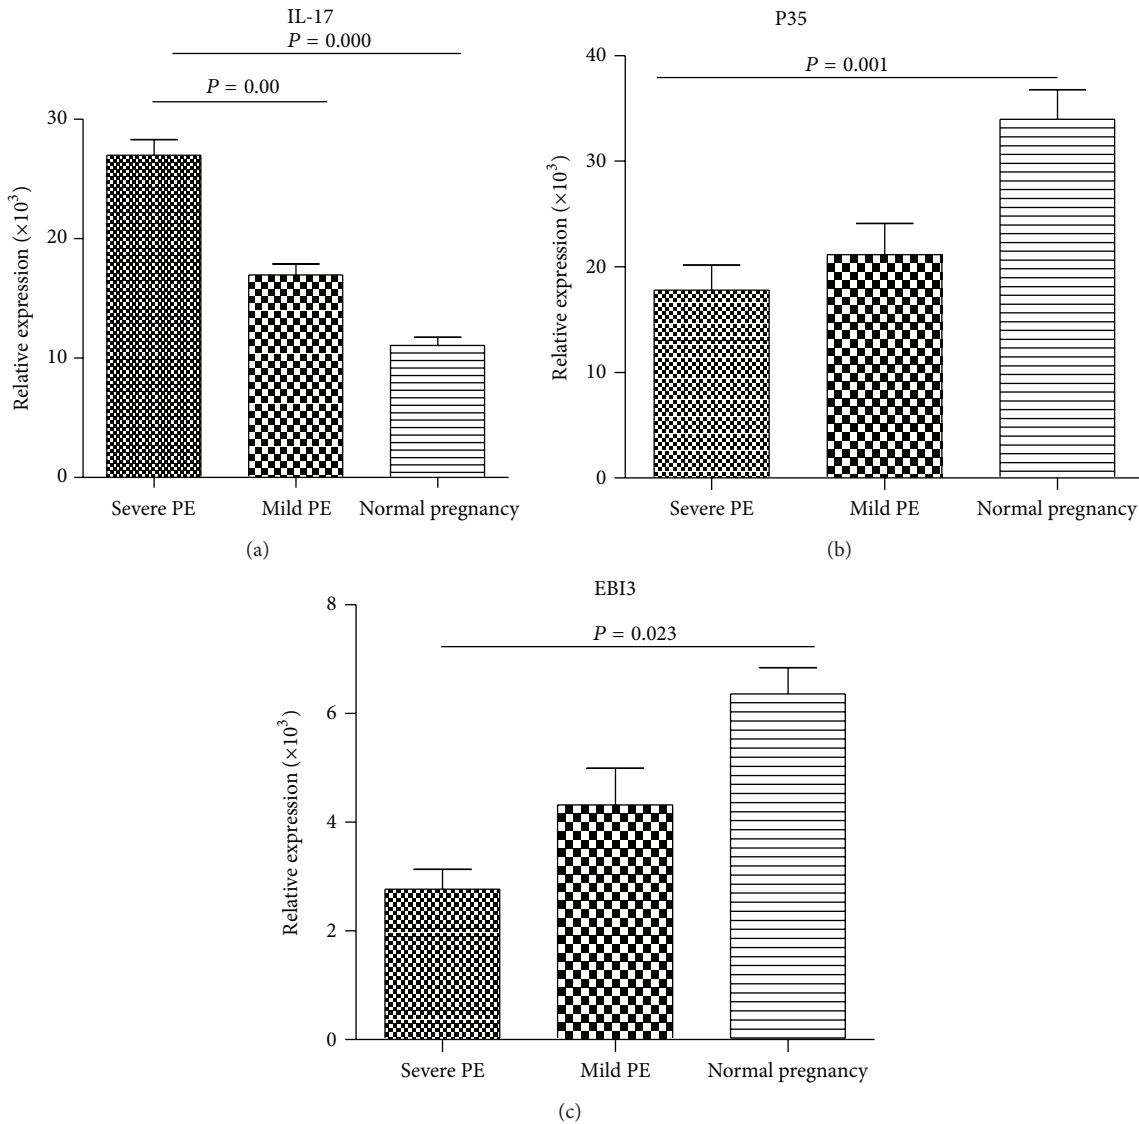 IL-17
P = 0.000
P = 0.00
30
20
10
0
Relative expression (×10³)
Severe PE
Mild PE
Normal pregnancy
(a)
P35
P = 0.001
40
30
20
10
0
Relative expression (×10³)
Severe PE
Mild PE
Normal pregnancy
(b)
EBI3
P = 0.023
8
6
4
2
0
Relative expression (×10³)
Severe PE
Mild PE
Normal pregnancy
(c)